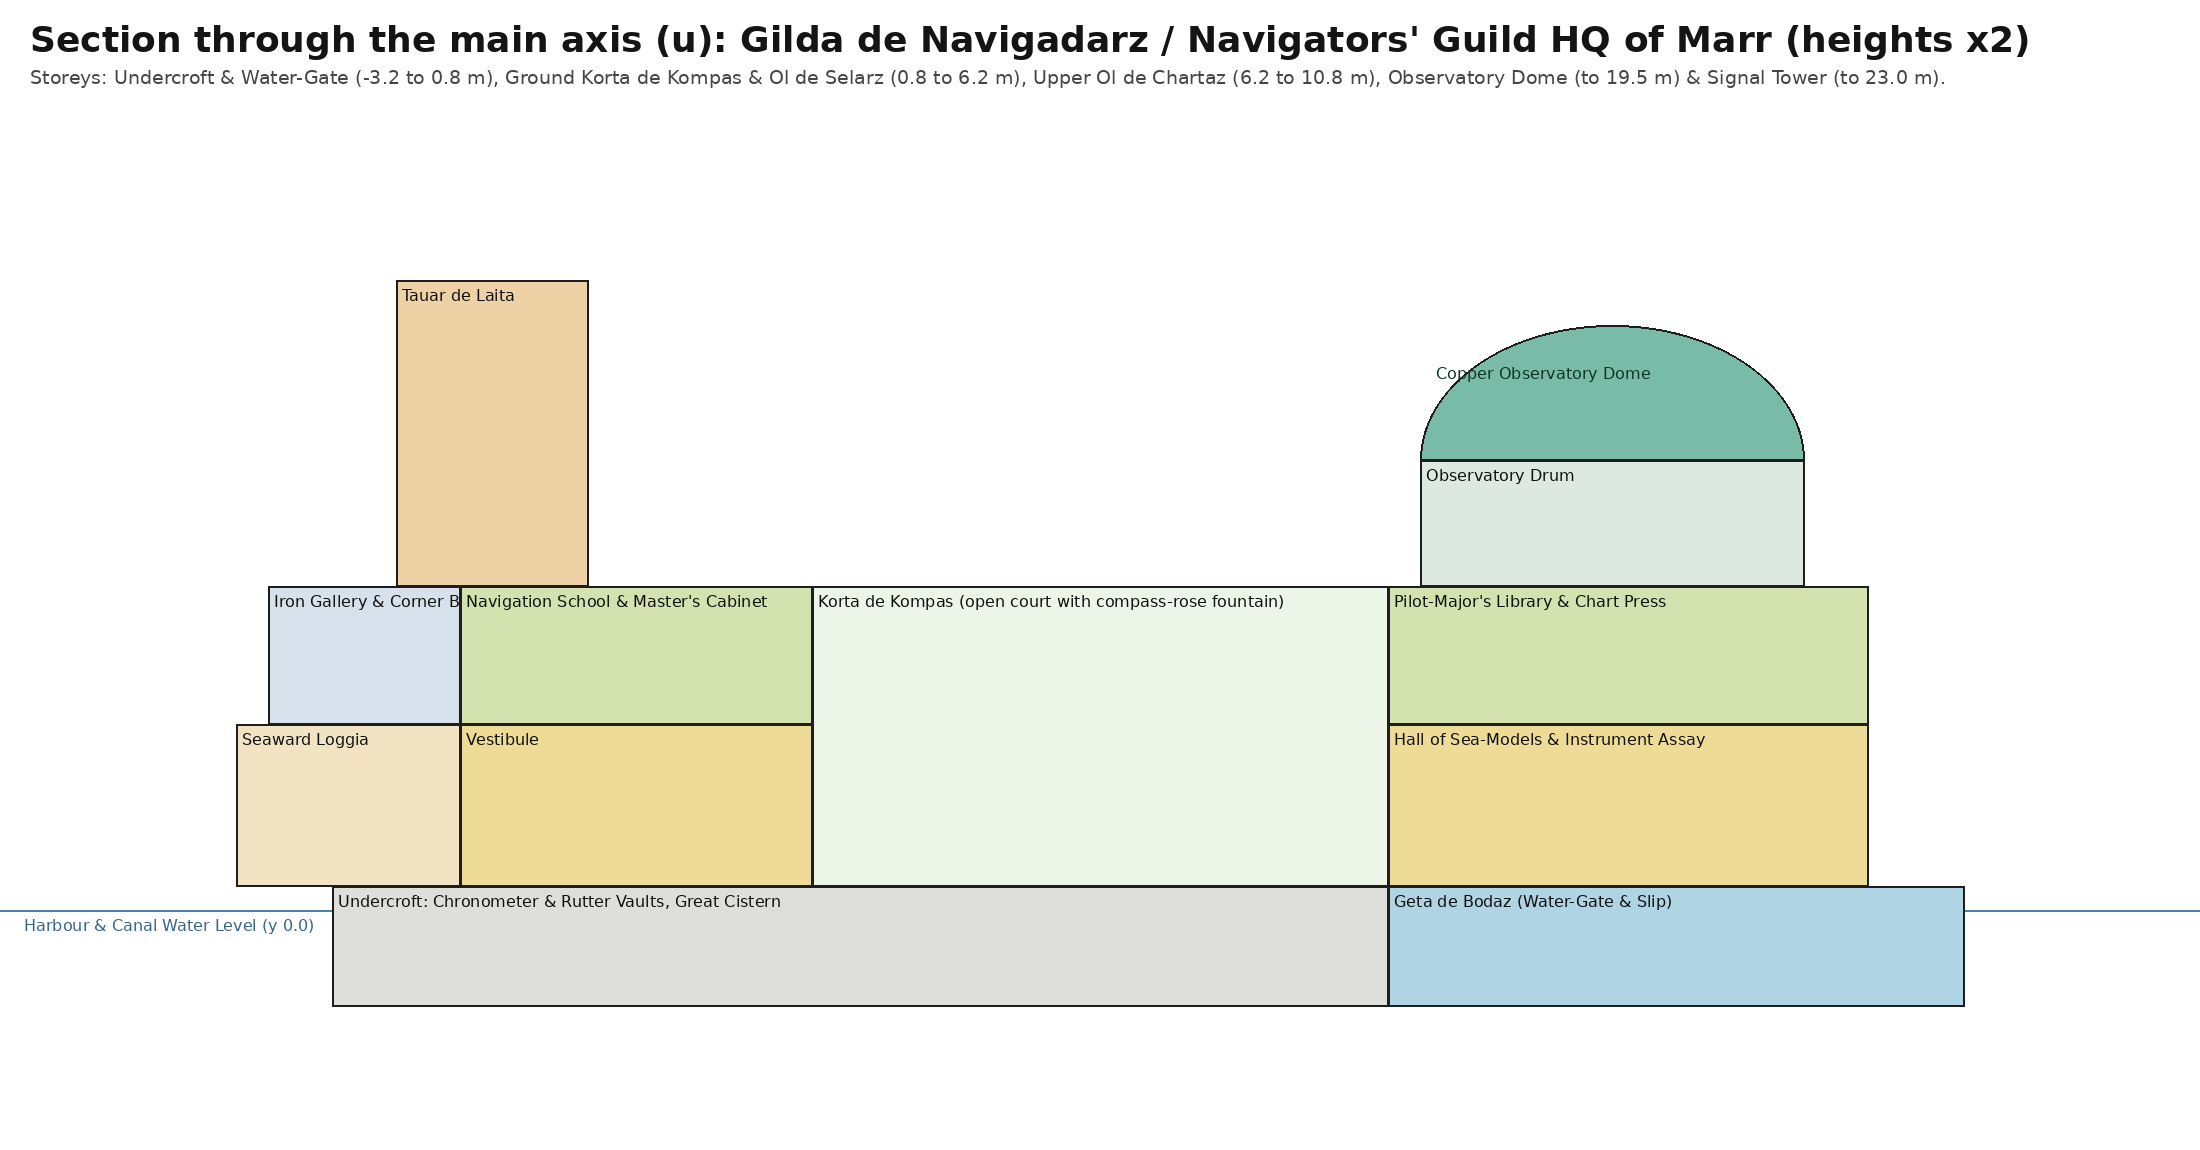 Section through the main axis (u): Gilda de Navigadarz / Navigators' Guild HQ of Marr (heights x2)
Storeys: Undercroft & Water-Gate (-3.2 to 0.8 m), Ground Korta de Kompas & Ol de Selarz (0.8 to 6.2 m), Upper Ol de Chartaz (6.2 to 10.8 m), Observatory Dome (to 19.5 m) & Signal Tower (to 23.0 m).
Tauar de Laita
Copper Observatory Dome
Observatory Drum
Iron Gallery & Corner B
Navigation School & Master's Cabinet
Korta de Kompas (open court with compass-rose fountain)
Pilot-Major's Library & Chart Press
Seaward Loggia
Vestibule
Hall of Sea-Models & Instrument Assay
Undercroft: Chronometer & Rutter Vaults, Great Cistern
Geta de Bodaz (Water-Gate & Slip)
Harbour & Canal Water Level (y 0.0)